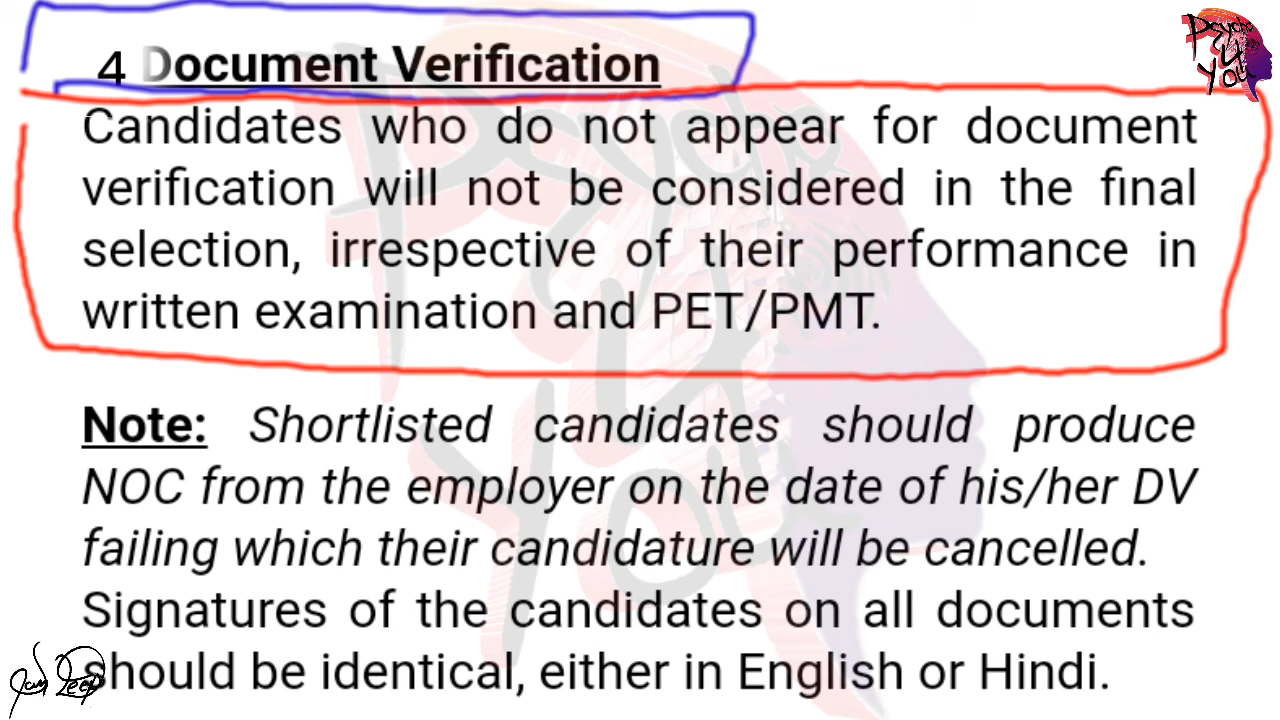 Psycho
4 Document Verification
U
You
Candidates who do not appear for document
verification will not be considered in the final
selection, irrespective of their performance in
written examination and PET/PMT.
Note: Shortlisted candidates should produce
NOC from the employer on the date of his/her DV
failing which their candidature will be cancelled.
Signatures of the candidates on all documents
should be identical, either in English or Hindi.